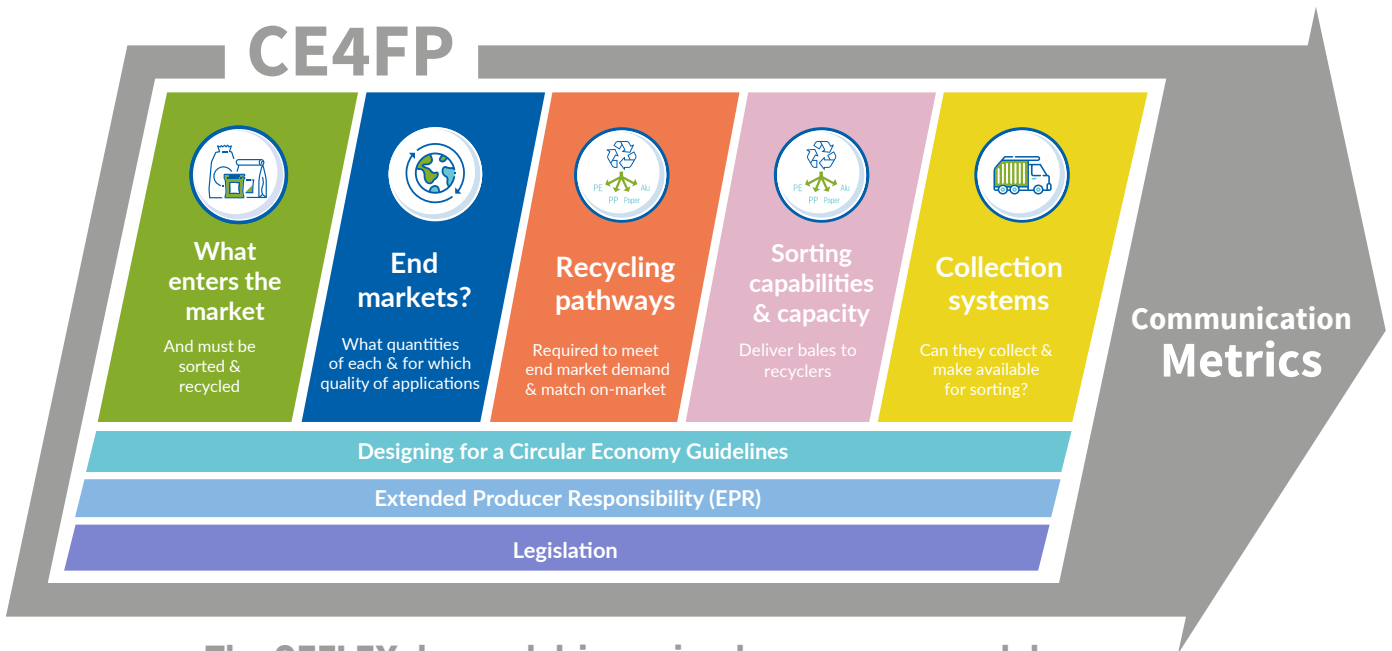 CE4FP
What
enters the
market
And must be
sorted &
recycled
End
markets?
What quantities
of each & for which
quality of applications
PE
Alu
PP
Paper
Recycling
pathways
Required to meet
end market demand
& match on-market
PE
Alu
PP
Paper
Sorting
capabilities
& capacity
Deliver bales to
recyclers
Collection
systems
Can they collect &
make available
for sorting?
Communication
Metrics
Designing for a Circular Economy Guidelines
Extended Producer Responsibility (EPR)
Legislation
The CEFLEX